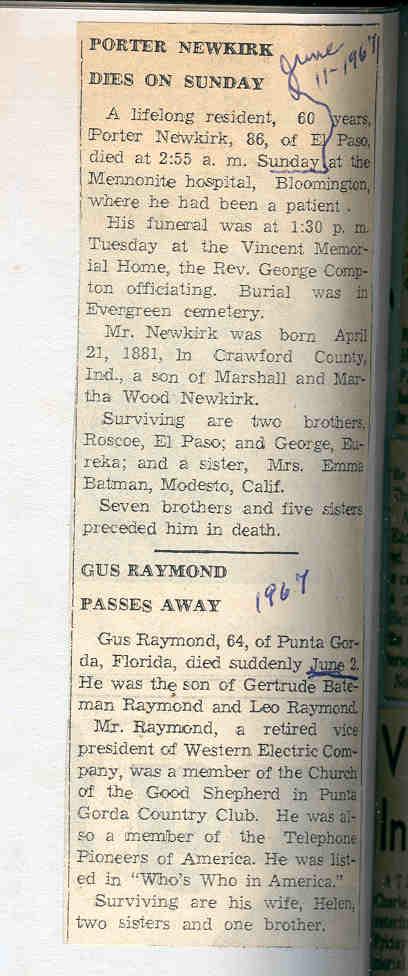 PORTER NEWKIRK
DIES ON SUNDAY
June
11-1967
A lifelong resident, 60 years,
Porter Newkirk, 86, of El Paso,
died at 2:55 a. m. Sunday at the
Mennonite hospital, Bloomington,
where he had been a patient .
His funeral was at 1:30 p. m.
Tuesday at the Vincent Memor-
ial Home, the Rev. George Comp-
ton officiating. Burial was in
Evergreen cemetery.
Mr. Newkirk was born April
21, 1881, In Crawford County,
Ind., a son of Marshall and Mar-
tha Wood Newkirk.
Surviving are two brothers,
Roscoe, El Paso; and George, Eu-
reka; and a sister, Mrs. Emma
Batman, Modesto, Calif.
Seven brothers and five sisters
preceded him in death.
GUS RAYMOND
PASSES AWAY
1967
Gus Raymond, 64, of Punta Gor-
da, Florida, died suddenly June 2.
He was the son of Gertrude Bate-
man Raymond and Leo Raymond.
Mr. Raymond, a retired vice
president of Western Electric Com-
pany, was a member of the Church
of the Good Shepherd in Punta
Gorda Country Club. He was al-
so a member of the Telephone
Pioneers of America. He was list-
ed in "Who's Who in America."
Surviving are his wife, Helen,
two sisters and one brother.
V
In